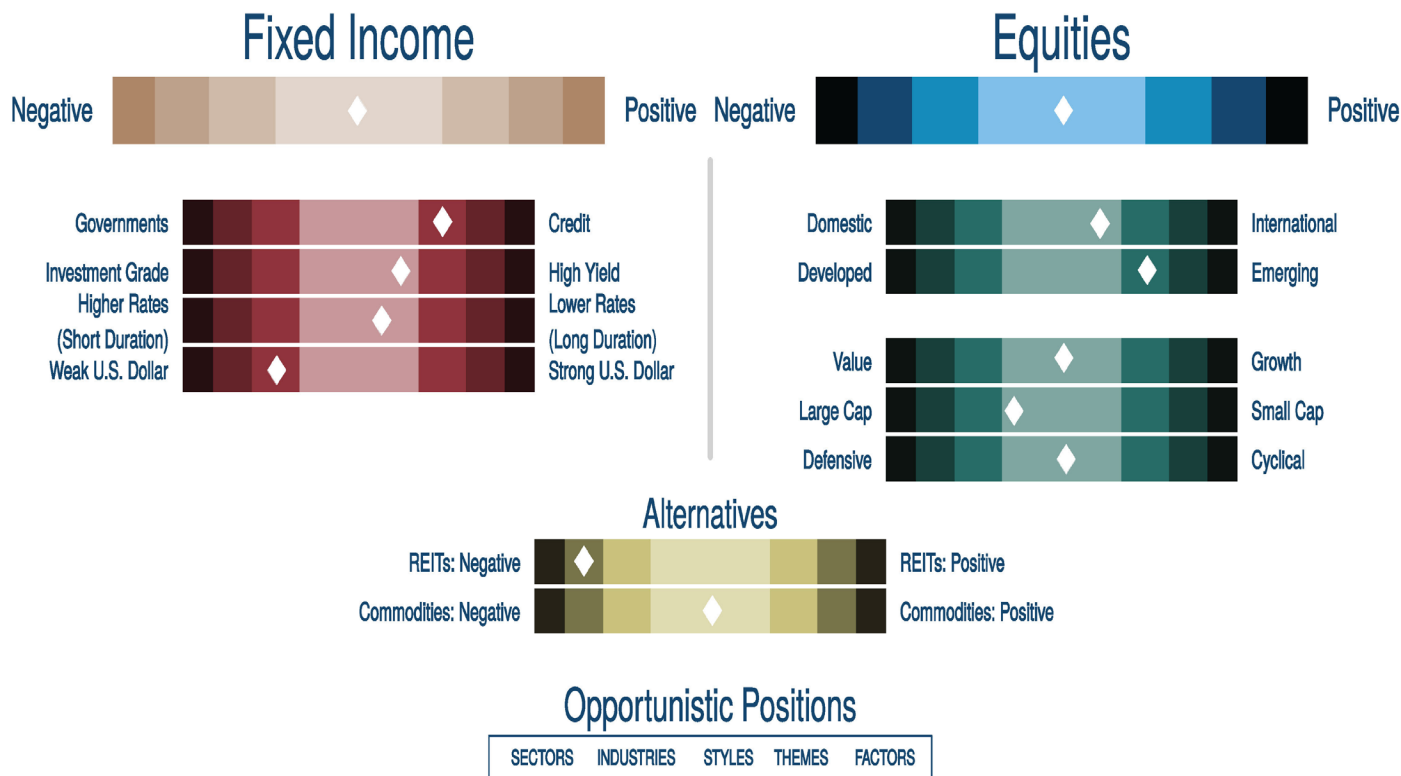 Fixed Income
Negative
Positive
Governments
Credit
Investment Grade
High Yield
Higher Rates
(Short Duration)
Lower Rates
(Long Duration)
Weak U.S. Dollar
Strong U.S. Dollar
Equities
Negative
Positive
Domestic
International
Developed
Emerging
Value
Growth
Large Cap
Small Cap
Defensive
Cyclical
Alternatives
REITs: Negative
REITs: Positive
Commodities: Negative
Commodities: Positive
Opportunistic Positions
SECTORS INDUSTRIES STYLES THEMES FACTORS